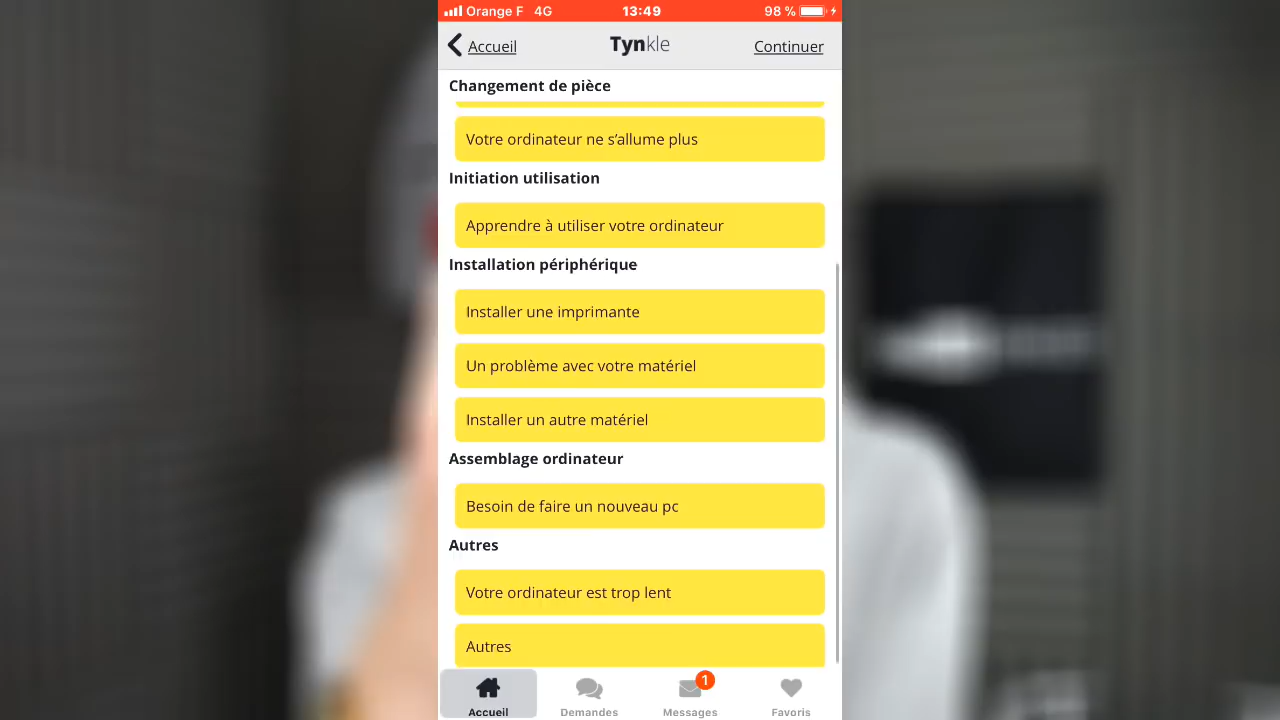 Orange F 4G 13:49 98 %
Accueil Tynkle Continuer
Changement de pièce
Votre ordinateur ne s’allume plus
Initiation utilisation
Apprendre à utiliser votre ordinateur
Installation périphérique
Installer une imprimante
Un problème avec votre matériel
Installer un autre matériel
Assemblage ordinateur
Besoin de faire un nouveau pc
Autres
Votre ordinateur est trop lent
Autres
1
Accueil Demandes Messages Favoris